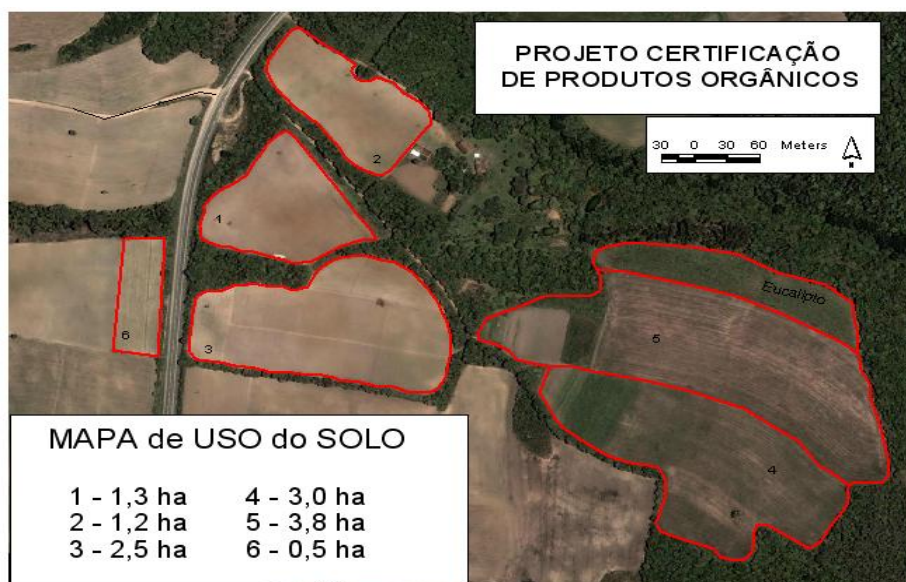 PROJETO CERTIFICAÇÃO
DE PRODUTOS ORGÂNICOS
30 0 30 60 Meters
2
1
Eucalipto
6
3
5
4
MAPA de USO do SOLO
1 - 1,3 ha 4 - 3,0 ha
2 - 1,2 ha 5 - 3,8 ha
3 - 2,5 ha 6 - 0,5 ha